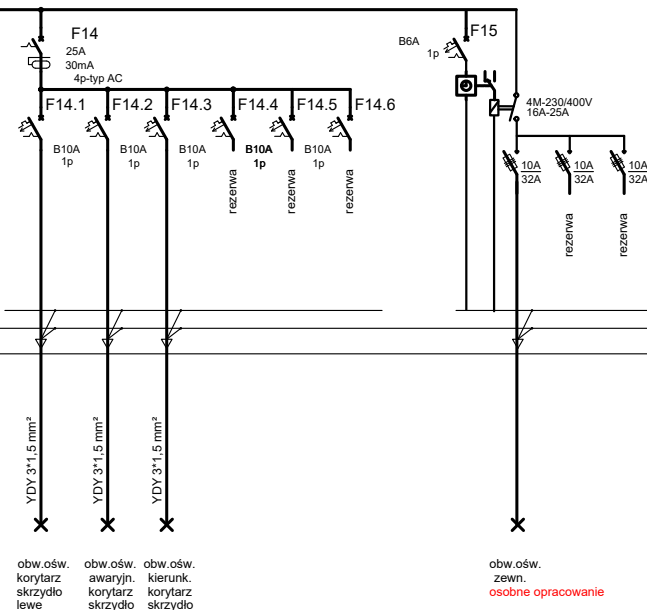 F14
25A
30mA
4p-typ AC
F15
B6A
1p
4M-230/400V
16A-25A
F14.1
F14.2
F14.3
F14.4
F14.5
F14.6
B10A
1p
B10A
1p
B10A
1p
B10A
1p
B10A
1p
rezerwa
rezerwa
rezerwa
10A
32A
10A
32A
10A
32A
rezerwa
rezerwa
YDY 3*1,5 mm²
YDY 3*1,5 mm²
YDY 3*1,5 mm²
obw.ośw.
korytarz
skrzydło
lewe
obw.ośw.
awaryjn.
korytarz
skrzydło
obw.ośw.
kierunk.
korytarz
skrzydło
obw.ośw.
zewn.
osobne opracowanie